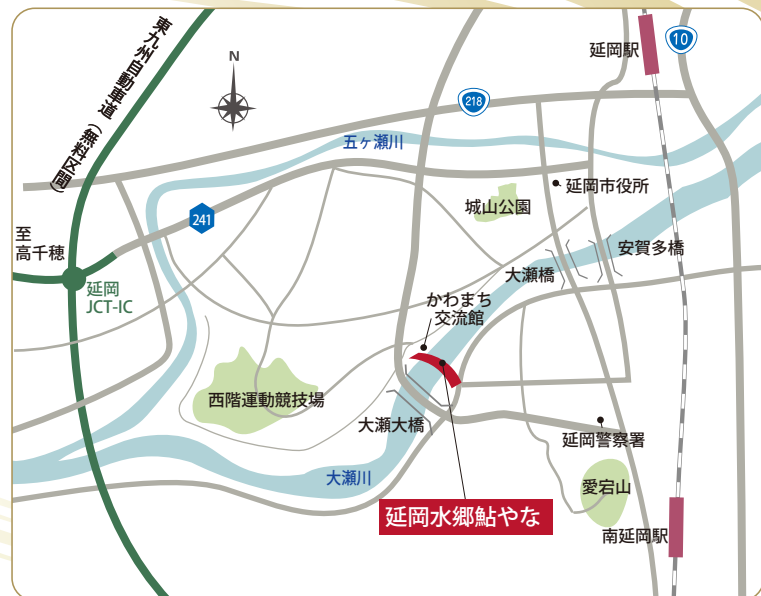 東九州自動車道（無料区間）
N
延岡駅
10
218
五ヶ瀬川
延岡市役所
城山公園
241
至
高千穂
安賀多橋
大瀬橋
延岡
JCT-IC
かわまち
交流館
西階運動競技場
大瀬大橋
延岡警察署
大瀬川
愛宕山
延岡水郷鮎やな
南延岡駅